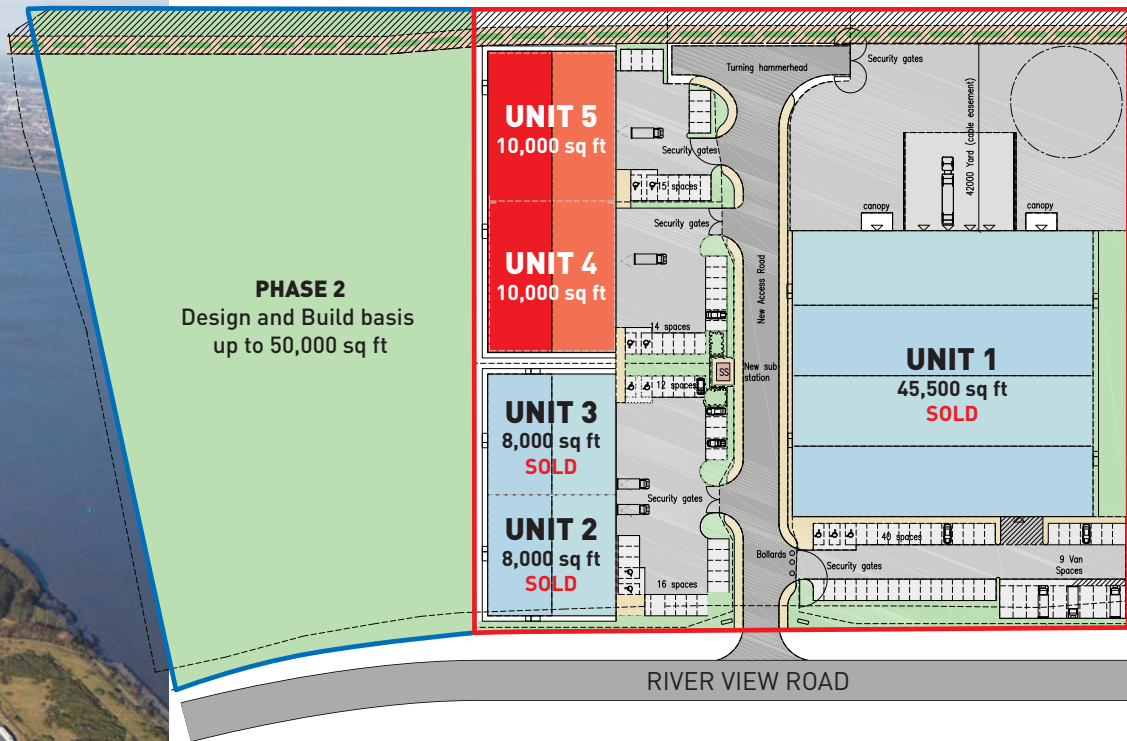 Turning hammerhead
Security gates
UNIT 5
10,000 sq ft
Security gates
15 spaces
Security gates
42000 Yard (cable easement)
canopy
canopy
UNIT 4
10,000 sq ft
New Access Road
PHASE 2
Design and Build basis
up to 50,000 sq ft
14 spaces
SS
New sub
station
12 spaces
UNIT 1
45,500 sq ft
SOLD
UNIT 3
8,000 sq ft
SOLD
Security gates
UNIT 2
8,000 sq ft
SOLD
16 spaces
Bollards
Security gates
40 spaces
9 Van
Spaces
RIVER VIEW ROAD